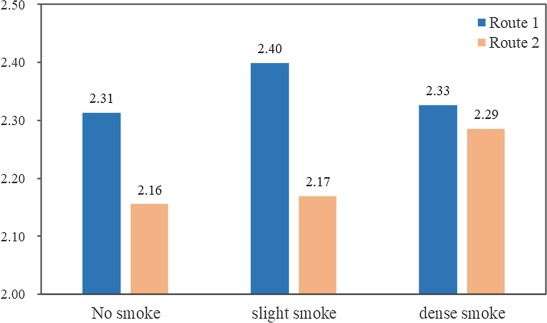 2.50
Route 1
Route 2
2.40
2.40
2.33
2.31
2.30
2.29
2.20
2.16
2.17
2.10
2.00
No smoke
slight smoke
dense smoke